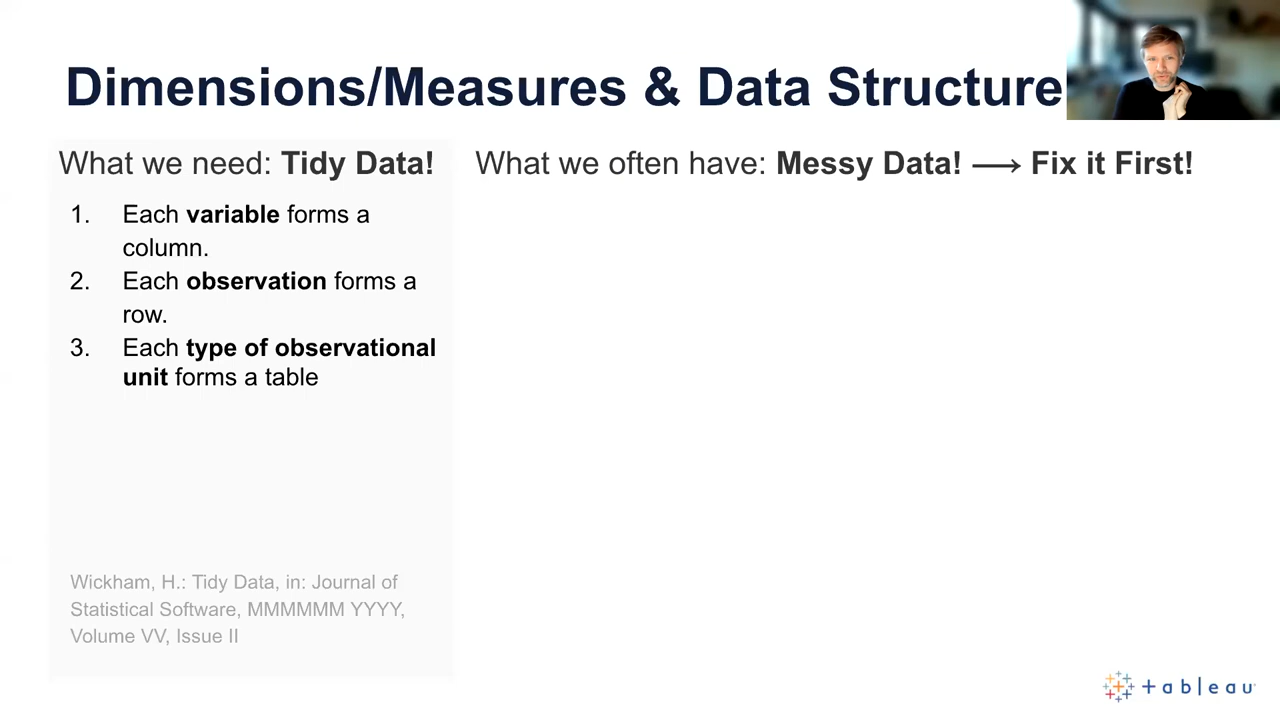 Dimensions/Measures & Data Structure
What we need: Tidy Data!
1. Each variable forms a
column.
2. Each observation forms a
row.
3. Each type of observational
unit forms a table
Wickham, H.: Tidy Data, in: Journal of
Statistical Software, MMMMMM YYYY,
Volume VV, Issue II
What we often have: Messy Data! ⟶ Fix it First!
tableau